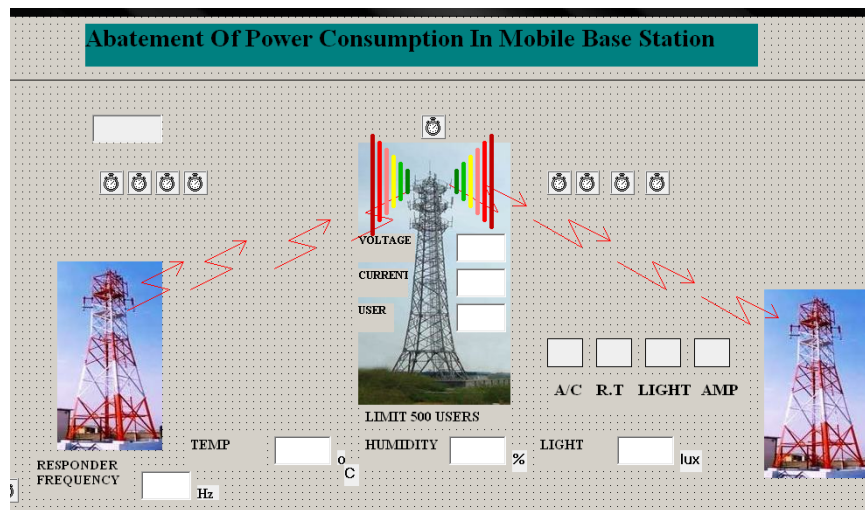 Abatement Of Power Consumption In Mobile Base Station
VOLTAGE
CURRENT
USER
A/C R.T LIGHT AMP
LIMIT 500 USERS
TEMP o C HUMIDITY % LIGHT lux
RESPONDER
FREQUENCY Hz